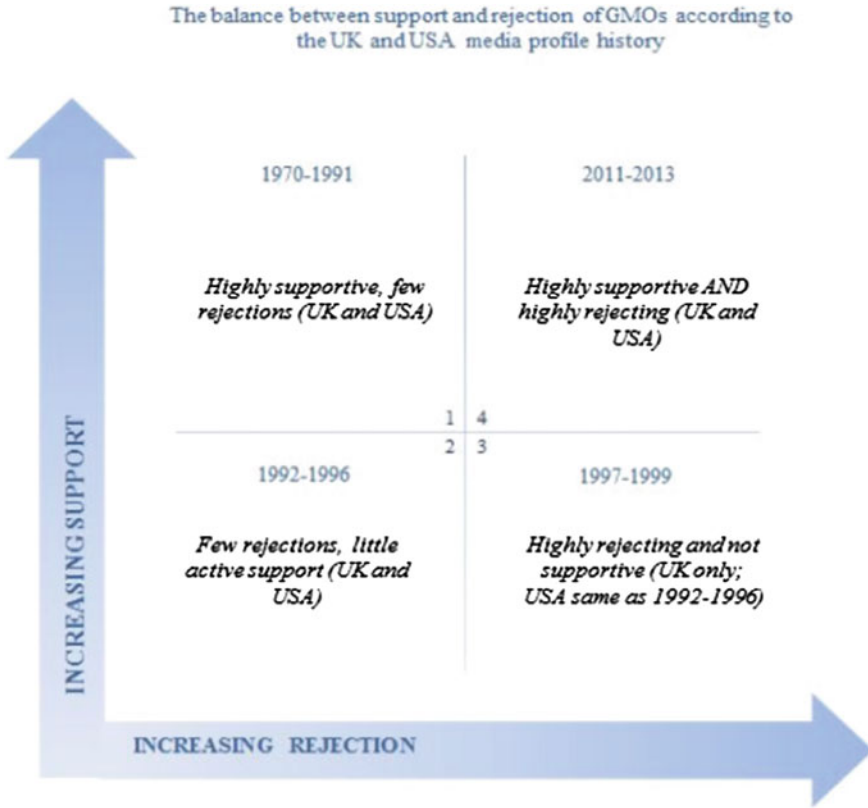 The balance between support and rejection of GMOs according to
the UK and USA media profile history
1970-1991
Highly supportive, few
rejections (UK and USA)
2011-2013
Highly supportive AND
highly rejecting (UK and
USA)
1 4
2 3
1992-1996
Few rejections, little
active support (UK and
USA)
1997-1999
Highly rejecting and not
supportive (UK only;
USA same as 1992-1996)
INCREASING SUPPORT
INCREASING REJECTION